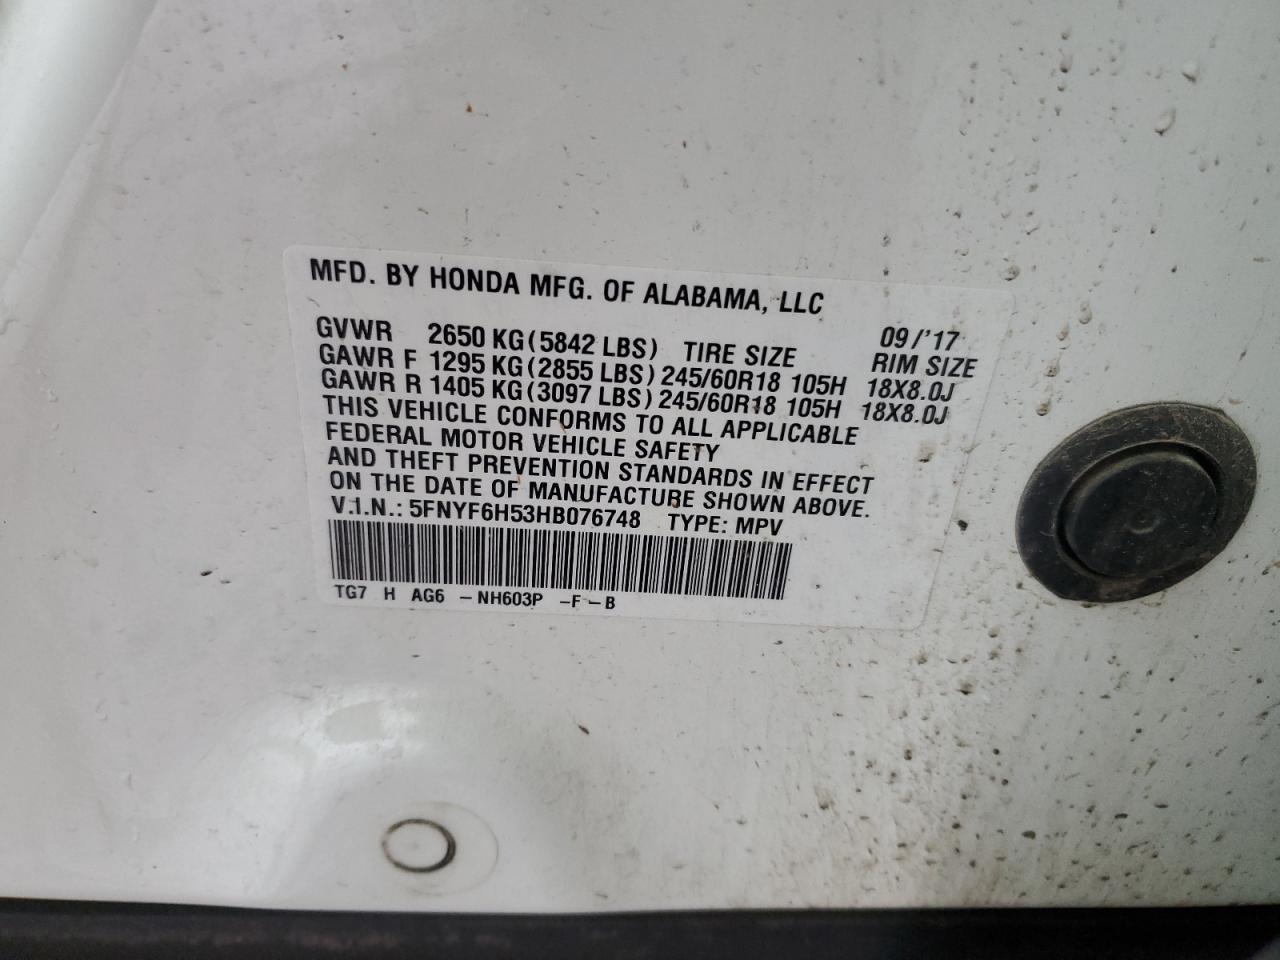 MFD. BY HONDA MFG. OF ALABAMA, LLC
09/'17
GVWR 2650 KG(5842 LBS) TIRE SIZE RIM SIZE
GAWR F 1295 KG(2855 LBS)245/60R18 105H 18X8.0J
GAWR R 1405 KG(3097 LBS)245/60R18 105H 18X8.0J
THIS VEHICLE CONFORMS TO ALL APPLICABLE
FEDERAL MOTOR VEHICLE SAFETY
AND THEFT PREVENTION STANDARDS IN EFFECT
ON THE DATE OF MANUFACTURE SHOWN ABOVE.
V.I.N.: 5FNYF6H53HB076748 TYPE: MPV
TG7 H AG6 -NH603P -F-B